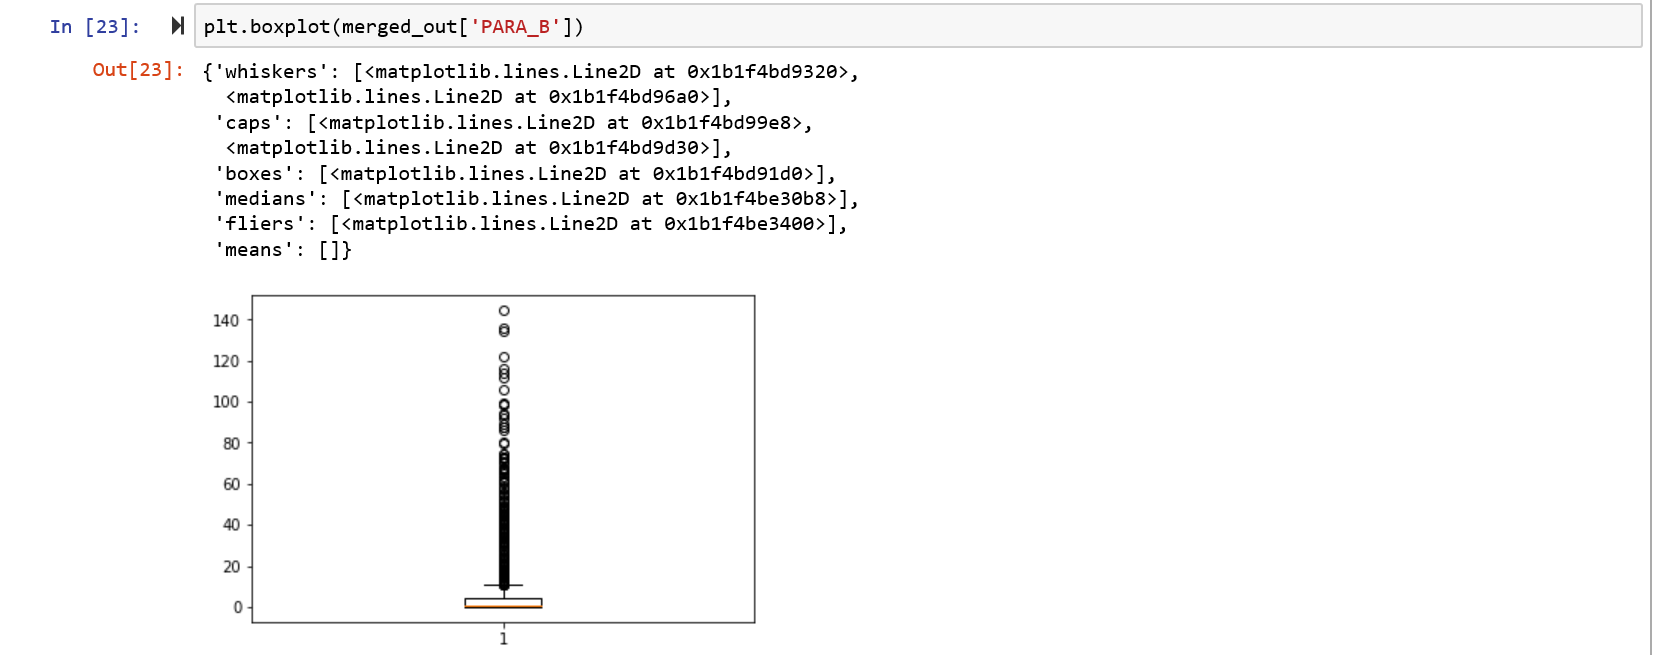 In [23]: plt.boxplot(merged_out['PARA_B'])
Out[23]: {'whiskers': [<matplotlib.lines.Line2D at 0x1b1f4bd9320>,
<matplotlib.lines.Line2D at 0x1b1f4bd96a0>],
'caps': [<matplotlib.lines.Line2D at 0x1b1f4bd99e8>,
<matplotlib.lines.Line2D at 0x1b1f4bd9d30>],
'boxes': [<matplotlib.lines.Line2D at 0x1b1f4bd91d0>],
'medians': [<matplotlib.lines.Line2D at 0x1b1f4be30b8>],
'fliers': [<matplotlib.lines.Line2D at 0x1b1f4be3400>],
'means': []}
140
120
100
80
60
40
20
0
1